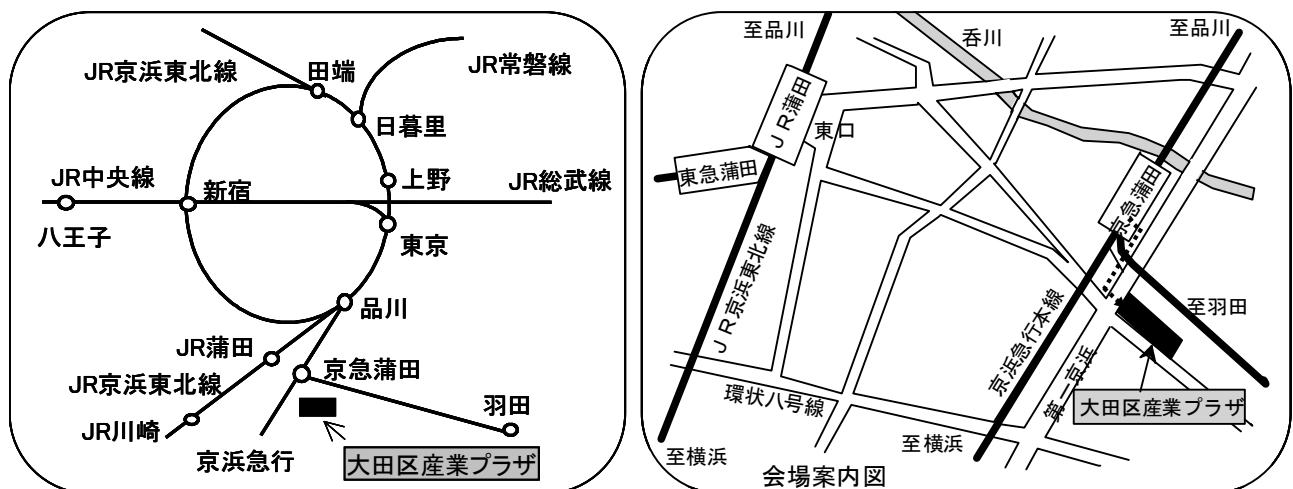 JR京浜東北線
田端
JR常磐線
日暮里
JR中央線
新宿
上野
JR総武線
八王子
東京
品川
JR蒲田
京急蒲田
JR京浜東北線
羽田
JR川崎
京浜急行
大田区産業プラザ
至品川
呑川
至品川
JR蒲田
東口
東急蒲田
京急蒲田
JR京浜東北線
至羽田
京浜急行本線
第一京浜
環状八号線
大田区産業プラザ
至横浜
至横浜
会場案内図